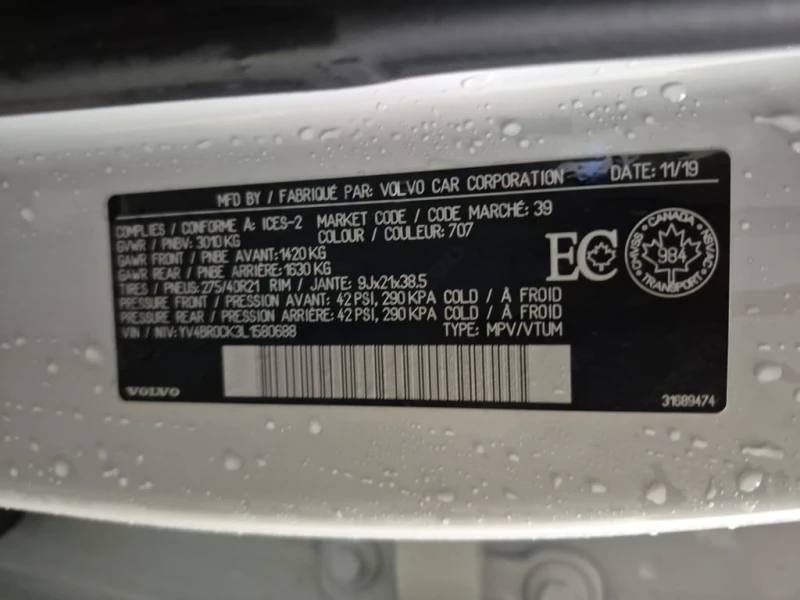 MFD BY / FABRIQUÉ PAR: VOLVO CAR CORPORATION DATE: 11/19
COMPLIES / CONFORME À: ICES-2 MARKET CODE / CODE MARCHÉ: 39
GVWR / PNBV: 3010 KG COLOUR / COULEUR: 707
GAWR FRONT / PNBE AVANT: 1420 KG
GAWR REAR / PNBE ARRIÈRE: 1630 KG
TIRES / PNEUS: 275/40R21 RIM / JANTE: 9Jx21x38.5
PRESSURE FRONT / PRESSION AVANT: 42 PSI, 290 KPA COLD / À FROID
PRESSURE REAR / PRESSION ARRIÈRE: 42 PSI, 290 KPA COLD / À FROID
VIN / NIV: YV4BR0CK3L1580688 TYPE: MPV/VTUM
EC
CANADA
CMVSS NSVAC
984
TRANSPORT
VOLVO
31689474